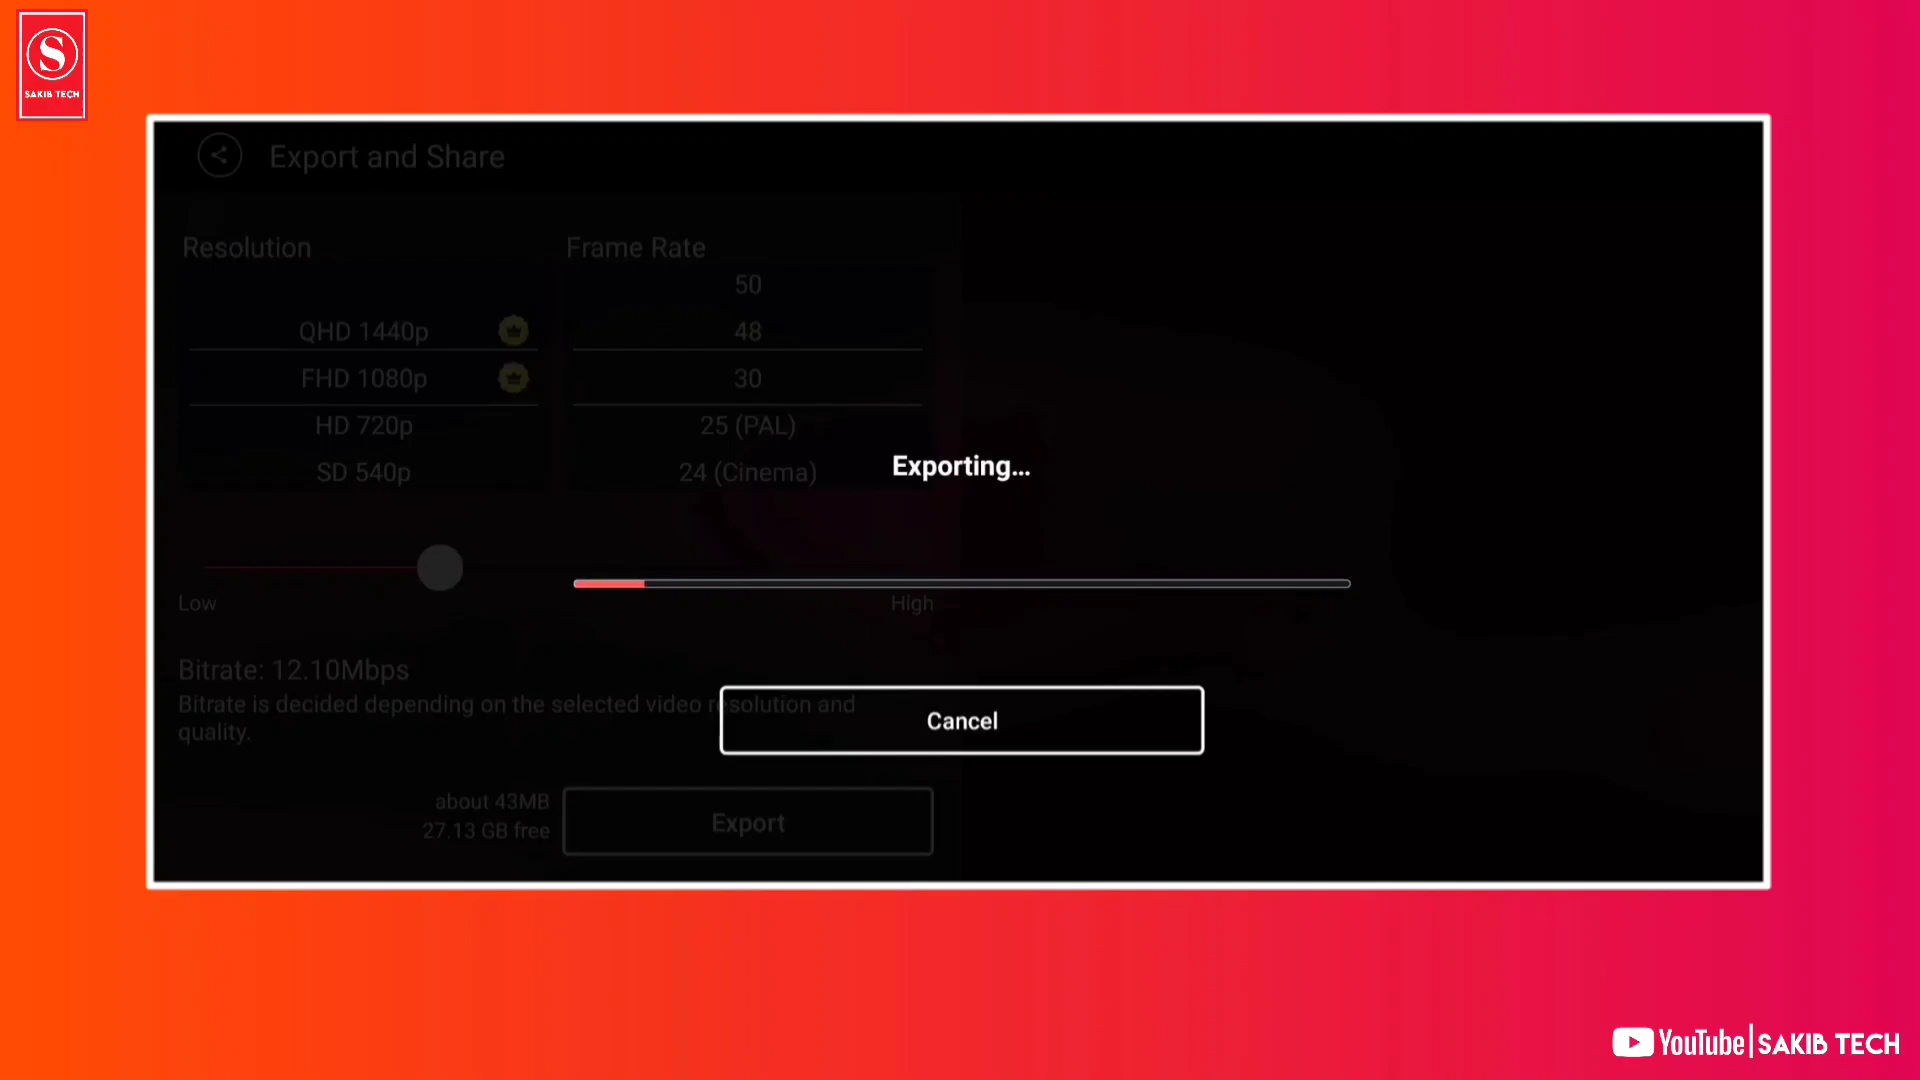 S
SAKIB TECH
Export and Share
Resolution
Frame Rate
50
QHD 1440p
48
FHD 1080p
30
HD 720p
25 (PAL)
SD 540p
24 (Cinema)
Exporting...
Low
High
Bitrate: 12.10Mbps
Bitrate is decided depending on the selected video resolution and
quality.
Cancel
about 43MB
27.13 GB free
Export
YouTube|SAKIB TECH